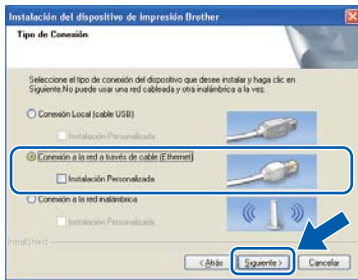 Instalación del dispositivo de impresión Brother
Tipo de Conexión
Seleccione el tipo de conexión del dispositivo que desee instalar y haga clic en
Siguiente.No puede usar una red cableada y otra inalámbrica a la vez.
Conexión Local (cable USB)
Instalación Personalizada
Conexión a la red a través de cable (Ethernet)
Instalación Personalizada
Conexión a la red inalámbrica
Instalación Personalizada
InstallShield
< Atrás
Siguiente >
Cancelar